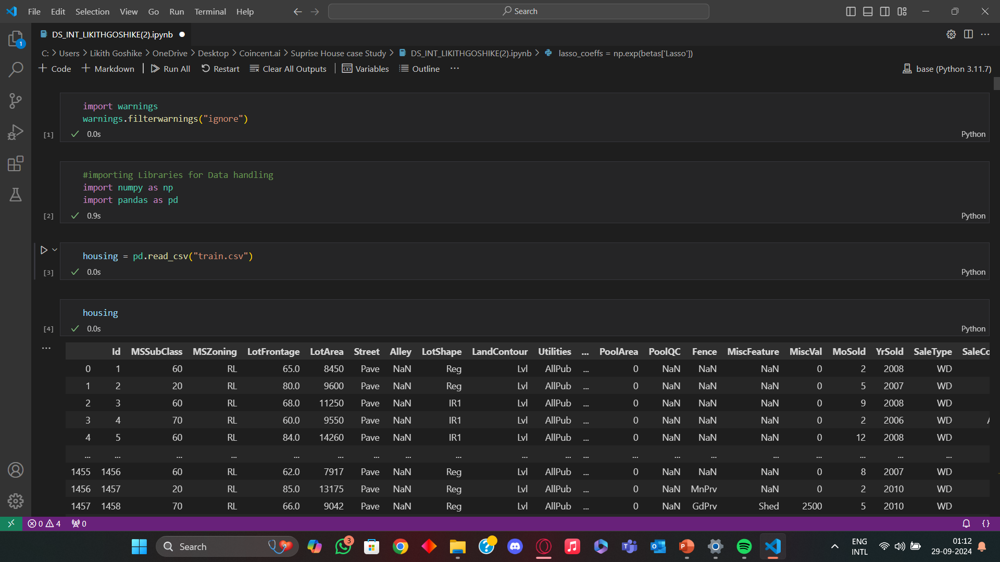 File Edit Selection View Go Run Terminal Help Search
DS_INT_LIKITHGOSHIKE(2).ipynb
1
C: > Users > Likith Goshike > OneDrive > Desktop > Coincent.ai > Suprise House case Study > DS_INT_LIKITHGOSHIKE(2).ipynb > lasso_coeffs = np.exp(betas['Lasso'])
+ Code + Markdown | Run All Restart Clear All Outputs | Variables Outline ... base (Python 3.11.7)
import warnings
warnings.filterwarnings("ignore")
[1] ✓ 0.0s Python
#importing Libraries for Data handling
import numpy as np
import pandas as pd
[2] ✓ 0.9s Python
housing = pd.read_csv("train.csv")
[3] ✓ 0.0s Python
housing
[4] ✓ 0.0s Python
...
Id MSSubClass MSZoning LotFrontage LotArea Street Alley LotShape LandContour Utilities ... PoolArea PoolQC Fence MiscFeature MiscVal MoSold YrSold SaleType SaleCo
0 1 60 RL 65.0 8450 Pave NaN Reg Lvl AllPub ... 0 NaN NaN NaN 0 2 2008 WD
1 2 20 RL 80.0 9600 Pave NaN Reg Lvl AllPub ... 0 NaN NaN NaN 0 5 2007 WD
2 3 60 RL 68.0 11250 Pave NaN IR1 Lvl AllPub ... 0 NaN NaN NaN 0 9 2008 WD
3 4 70 RL 60.0 9550 Pave NaN IR1 Lvl AllPub ... 0 NaN NaN NaN 0 2 2006 WD
4 5 60 RL 84.0 14260 Pave NaN IR1 Lvl AllPub ... 0 NaN NaN NaN 0 12 2008 WD
... ... ... ... ... ... ... ... ... ... ... ... ... ... ... ... ... ... ... ...
1455 1456 60 RL 62.0 7917 Pave NaN Reg Lvl AllPub ... 0 NaN NaN NaN 0 8 2007 WD
1456 1457 20 RL 85.0 13175 Pave NaN Reg Lvl AllPub ... 0 NaN MnPrv NaN 0 2 2010 WD
1457 1458 70 RL 66.0 9042 Pave NaN Reg Lvl AllPub ... 0 NaN GdPrv Shed 2500 5 2010 WD
0 4 0 {}
Search 3 ENG 01:12
INTL 29-09-2024